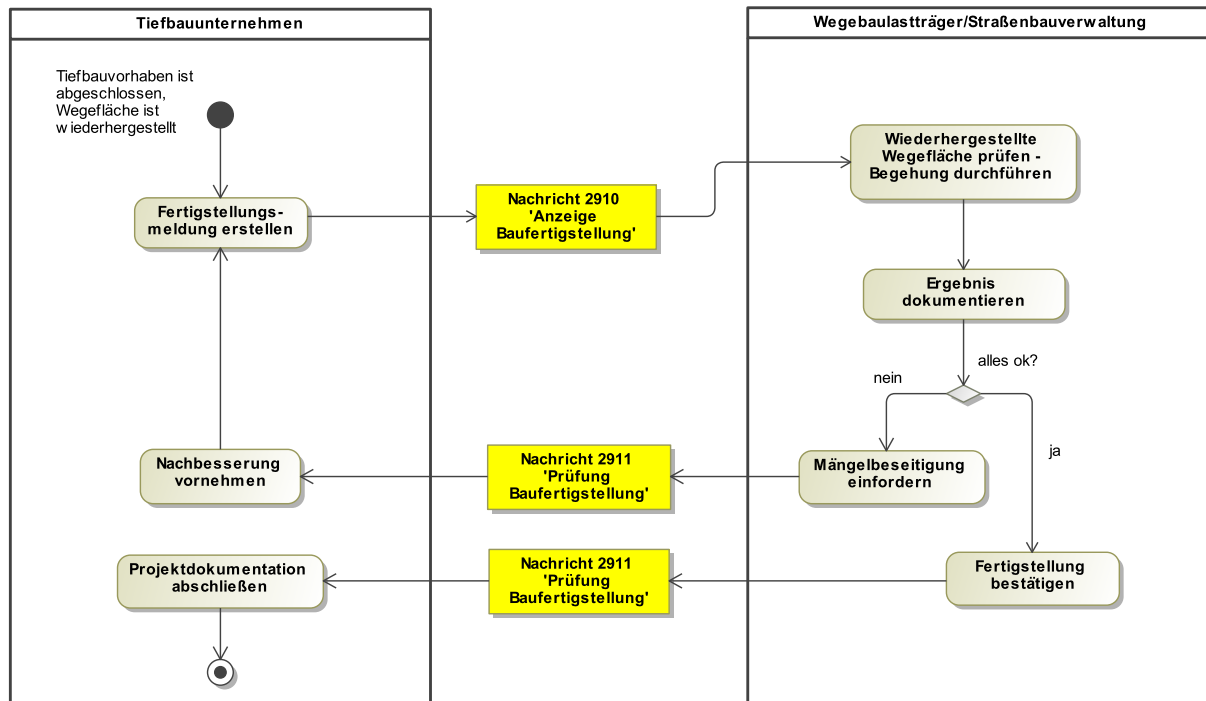 Tiefbauunternehmen
Wegebaulastträger/Straßenbauverwaltung
Tiefbauvorhaben ist
abgeschlossen,
Wegefläche ist
wiederhergestellt
Fertigstellungs-
meldung erstellen
Nachricht 2910
'Anzeige
Baufertigstellung'
Wiederhergestellte
Wegefläche prüfen -
Begehung durchführen
Ergebnis
dokumentieren
alles ok?
nein
ja
Mängelbeseitigung
einfordern
Nachricht 2911
'Prüfung
Baufertigstellung'
Nachbesserung
vornehmen
Fertigstellung
bestätigen
Nachricht 2911
'Prüfung
Baufertigstellung'
Projektdokumentation
abschließen